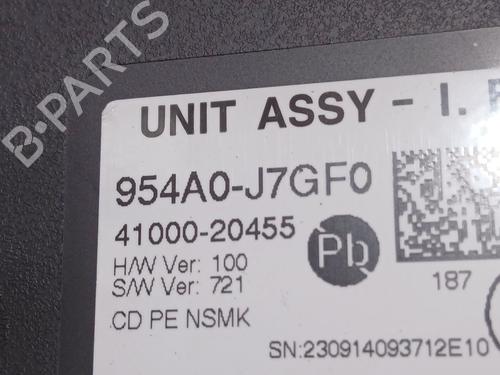 B-PARTS
UNIT ASSY - I.
954A0-J7GF0
41000-20455
Pb
H/W Ver: 100
S/W Ver: 721
187
CD PE NSMK
SN:230914093712E10